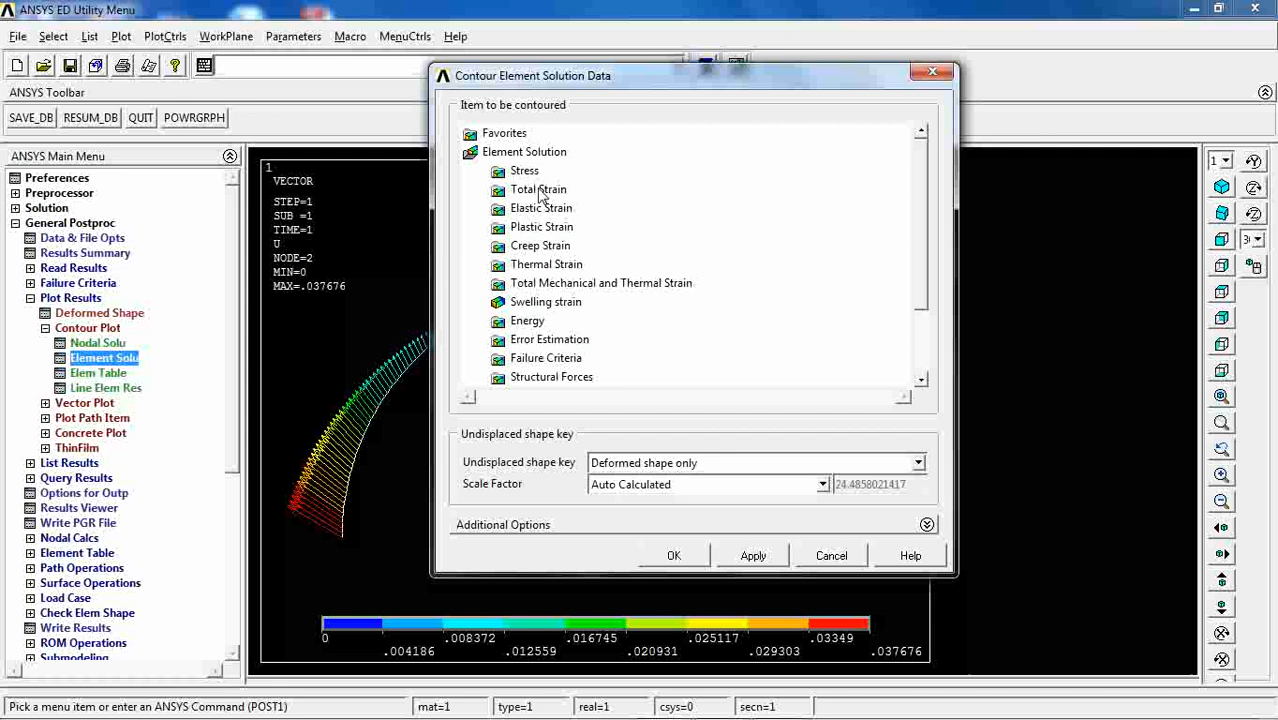 ANSYS ED Utility Menu
File Select List Plot PlotCtrls WorkPlane Parameters Macro MenuCtrls Help
ANSYS Toolbar
SAVE_DB RESUM_DB QUIT POWRGRPH
ANSYS Main Menu
Preferences
Preprocessor
Solution
General Postproc
Data & File Opts
Results Summary
Read Results
Failure Criteria
Plot Results
Deformed Shape
Contour Plot
Nodal Solu
Element Solu
Elem Table
Line Elem Res
Vector Plot
Plot Path Item
Concrete Plot
ThinFilm
List Results
Query Results
Options for Outp
Results Viewer
Write PGR File
Nodal Calcs
Element Table
Path Operations
Surface Operations
Load Case
Check Elem Shape
Write Results
ROM Operations
Submodeling
1
VECTOR
STEP=1
SUB =1
TIME=1
U
NODE=2
MIN=0
MAX=.037676
Contour Element Solution Data
Item to be contoured
Favorites
Element Solution
Stress
Total Strain
Elastic Strain
Plastic Strain
Creep Strain
Thermal Strain
Total Mechanical and Thermal Strain
Swelling strain
Energy
Error Estimation
Failure Criteria
Structural Forces
Undisplaced shape key
Undisplaced shape key Deformed shape only
Scale Factor Auto Calculated 24.4858021417
Additional Options
OK Apply Cancel Help
0 .008372 .016745 .025117 .03349
.004186 .012559 .020931 .029303 .037676
1
Pick a menu item or enter an ANSYS Command (POST1) mat=1 type=1 real=1 csys=0 secn=1